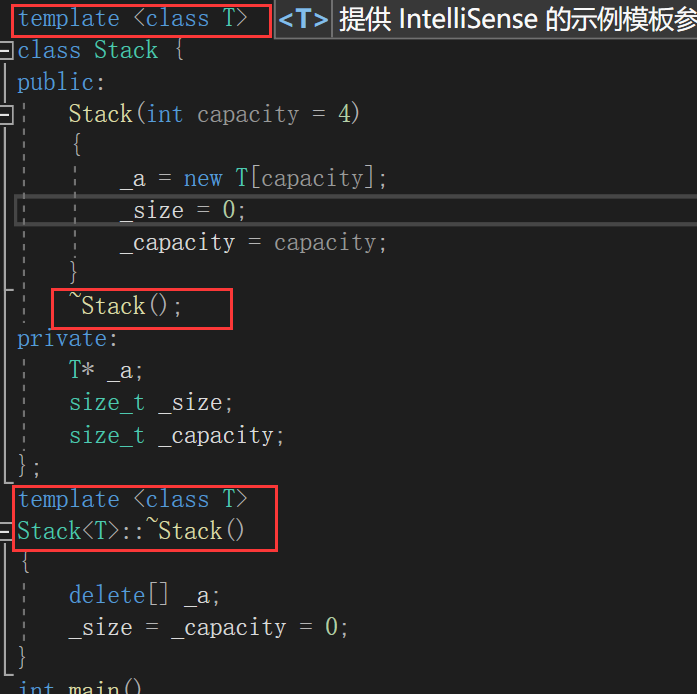 template <class T> <T> 提供 IntelliSense 的示例模板参
class Stack {
public:
Stack(int capacity = 4)
{
_a = new T[capacity];
_size = 0;
_capacity = capacity;
}
~Stack();
private:
T* _a;
size_t _size;
size_t _capacity;
};
template <class T>
Stack<T>::~Stack()
{
delete[] _a;
_size = _capacity = 0;
}
int main()